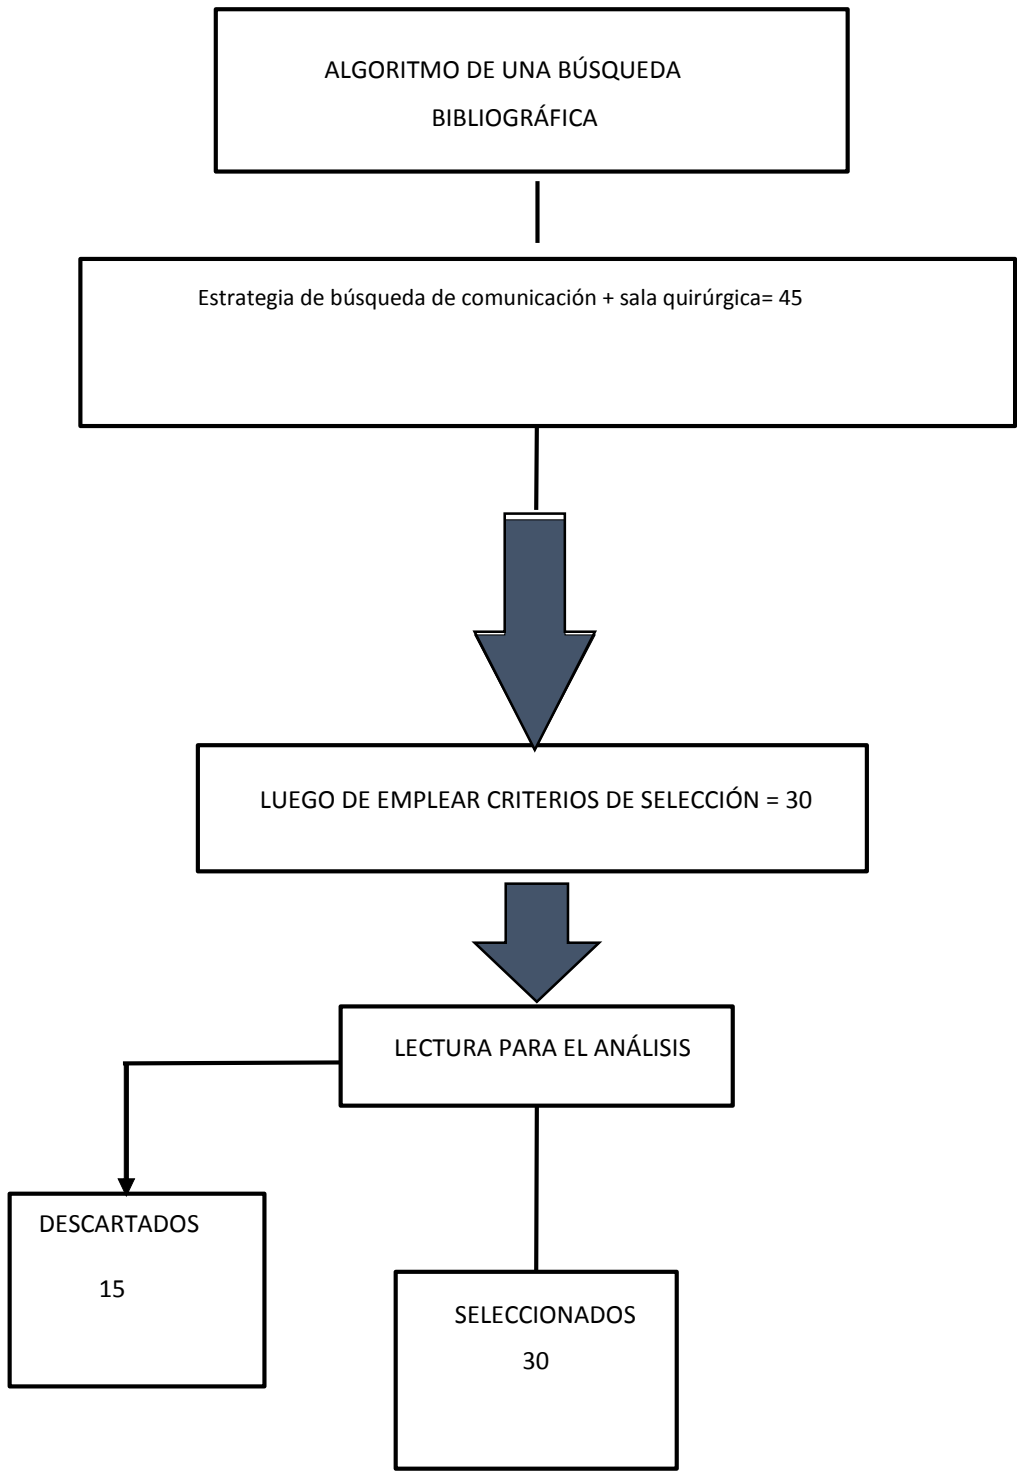 ALGORITMO DE UNA BÚSQUEDA
BIBLIOGRÁFICA
Estrategia de búsqueda de comunicación + sala quirúrgica= 45
LUEGO DE EMPLEAR CRITERIOS DE SELECCIÓN = 30
LECTURA PARA EL ANÁLISIS
DESCARTADOS
15
SELECCIONADOS
30